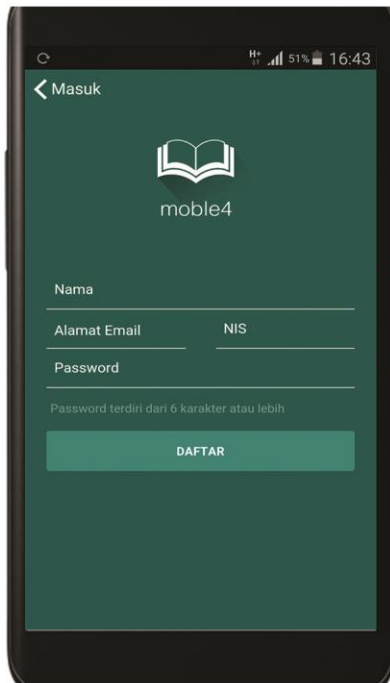 H+ 51% 16:43
Masuk
moble4
Nama
Alamat Email NIS
Password
Password terdiri dari 6 karakter atau lebih
DAFTAR